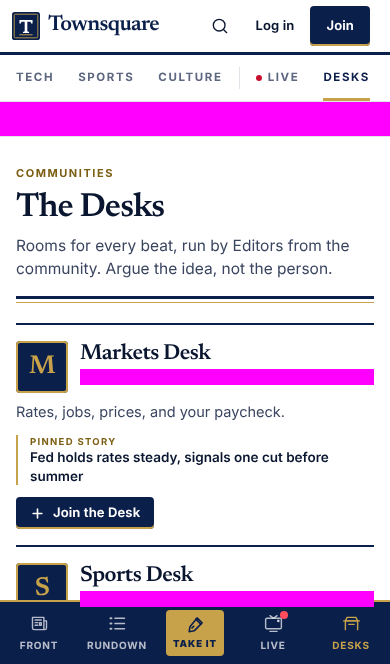 T Townsquare
Log in
Join
TECH SPORTS CULTURE LIVE DESKS
COMMUNITIES
The Desks
Rooms for every beat, run by Editors from the
community. Argue the idea, not the person.
M
Markets Desk
Rates, jobs, prices, and your paycheck.
PINNED STORY
Fed holds rates steady, signals one cut before
summer
+ Join the Desk
S
Sports Desk
FRONT RUNDOWN TAKE IT LIVE DESKS